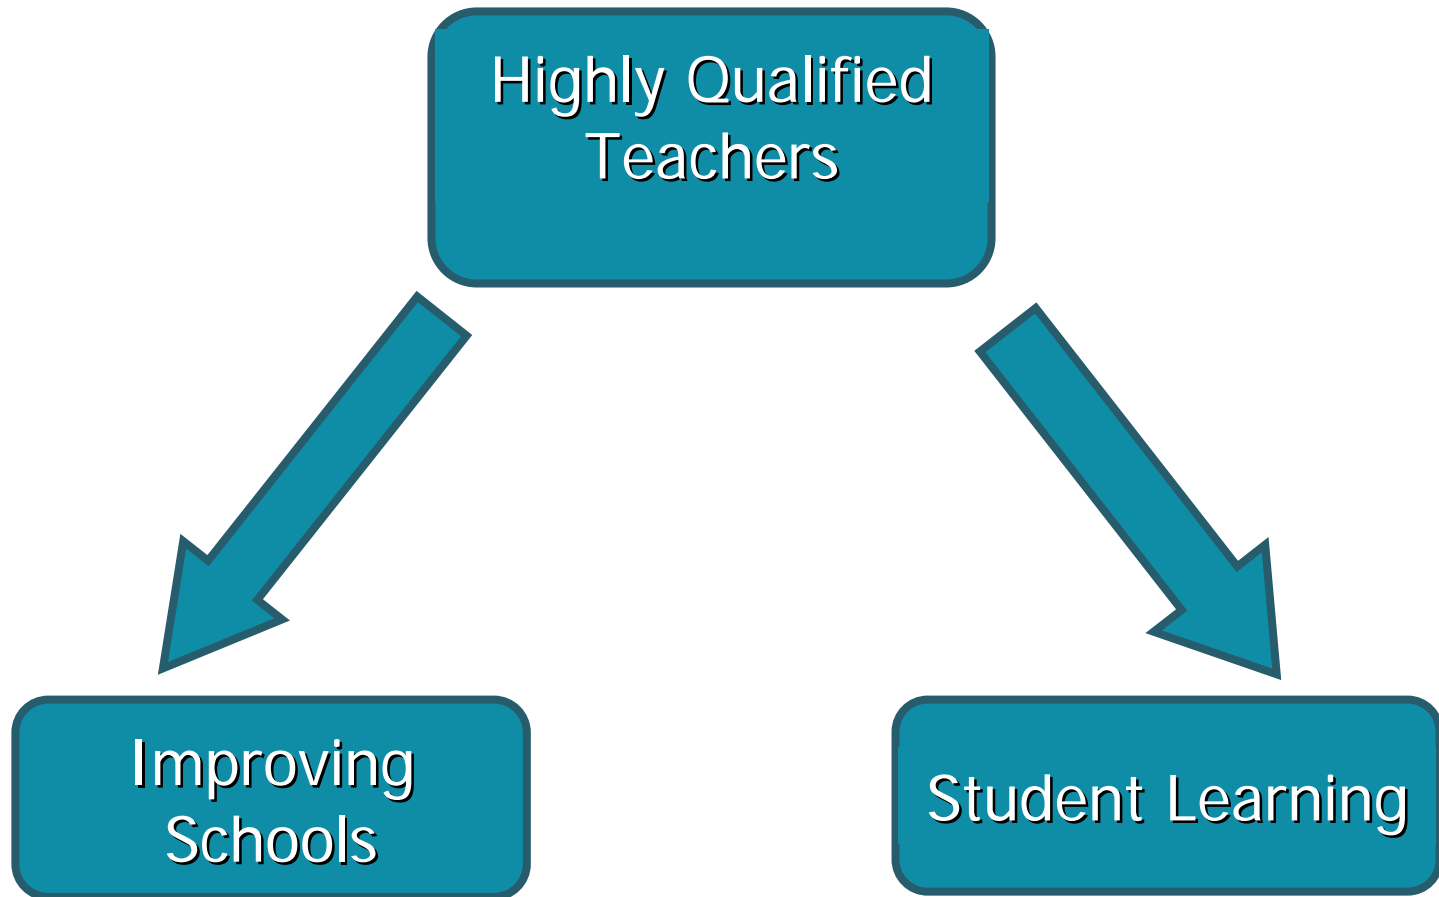 Highly Qualified
Teachers
Improving
Schools
Student Learning